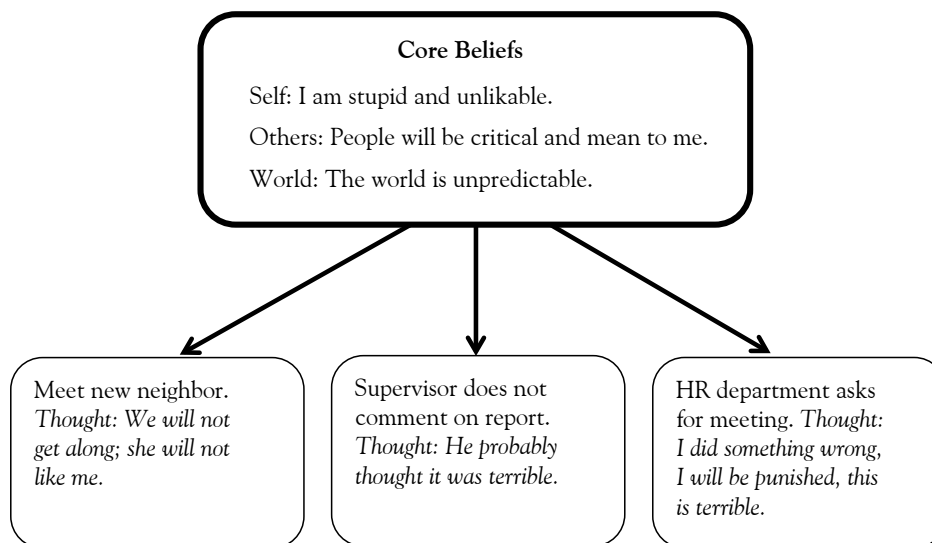 Core Beliefs
Self: I am stupid and unlikable.
Others: People will be critical and mean to me.
World: The world is unpredictable.
Meet new neighbor.
Thought: We will not
get along; she will not
like me.
Supervisor does not
comment on report.
Thought: He probably
thought it was terrible.
HR department asks
for meeting. Thought:
I did something wrong,
I will be punished, this
is terrible.